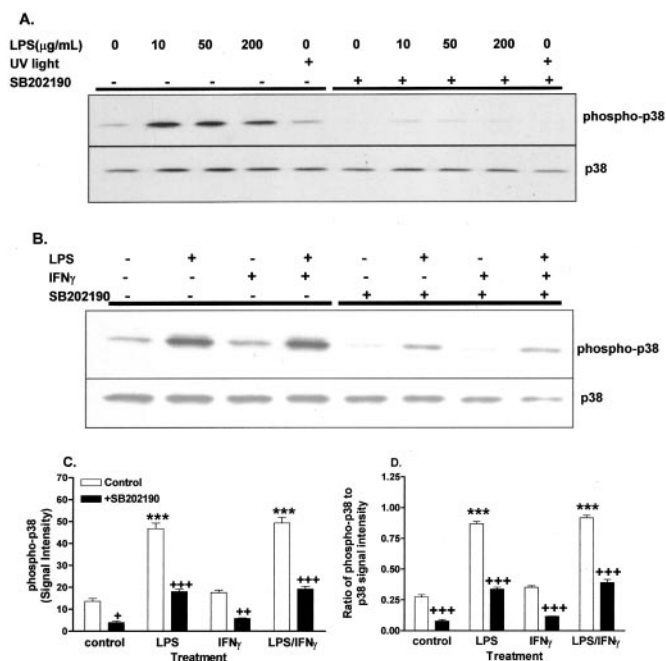 A.
LPS(μg/mL) 0 10 50 200 0 0 10 50 200 0
UV light + +
SB202190 - - - - - + + + + +
phospho-p38
p38
B.
LPS - + - + - + - +
IFNγ - - + + - - + +
SB202190 - - - - + + + +
phospho-p38
p38
C.
Control
+SB202190
phospho-p38
(Signal Intensity)
70
60
50
40
30
20
10
0
*** ***
+ +++ ++ +++
control LPS IFNγ LPS/IFNγ
Treatment
D.
Ratio of phospho-p38 to
p38 signal intensity
1.25
1.00
0.75
0.50
0.25
0.00
*** ***
+++ +++ +++ +++
control LPS IFNγ LPS/IFNγ
Treatment